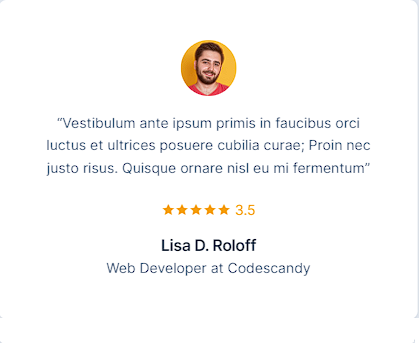 “Vestibulum ante ipsum primis in faucibus orci
luctus et ultrices posuere cubilia curae; Proin nec
justo risus. Quisque ornare nisl eu mi fermentum”
★★★★★ 3.5
Lisa D. Roloff
Web Developer at Codescandy